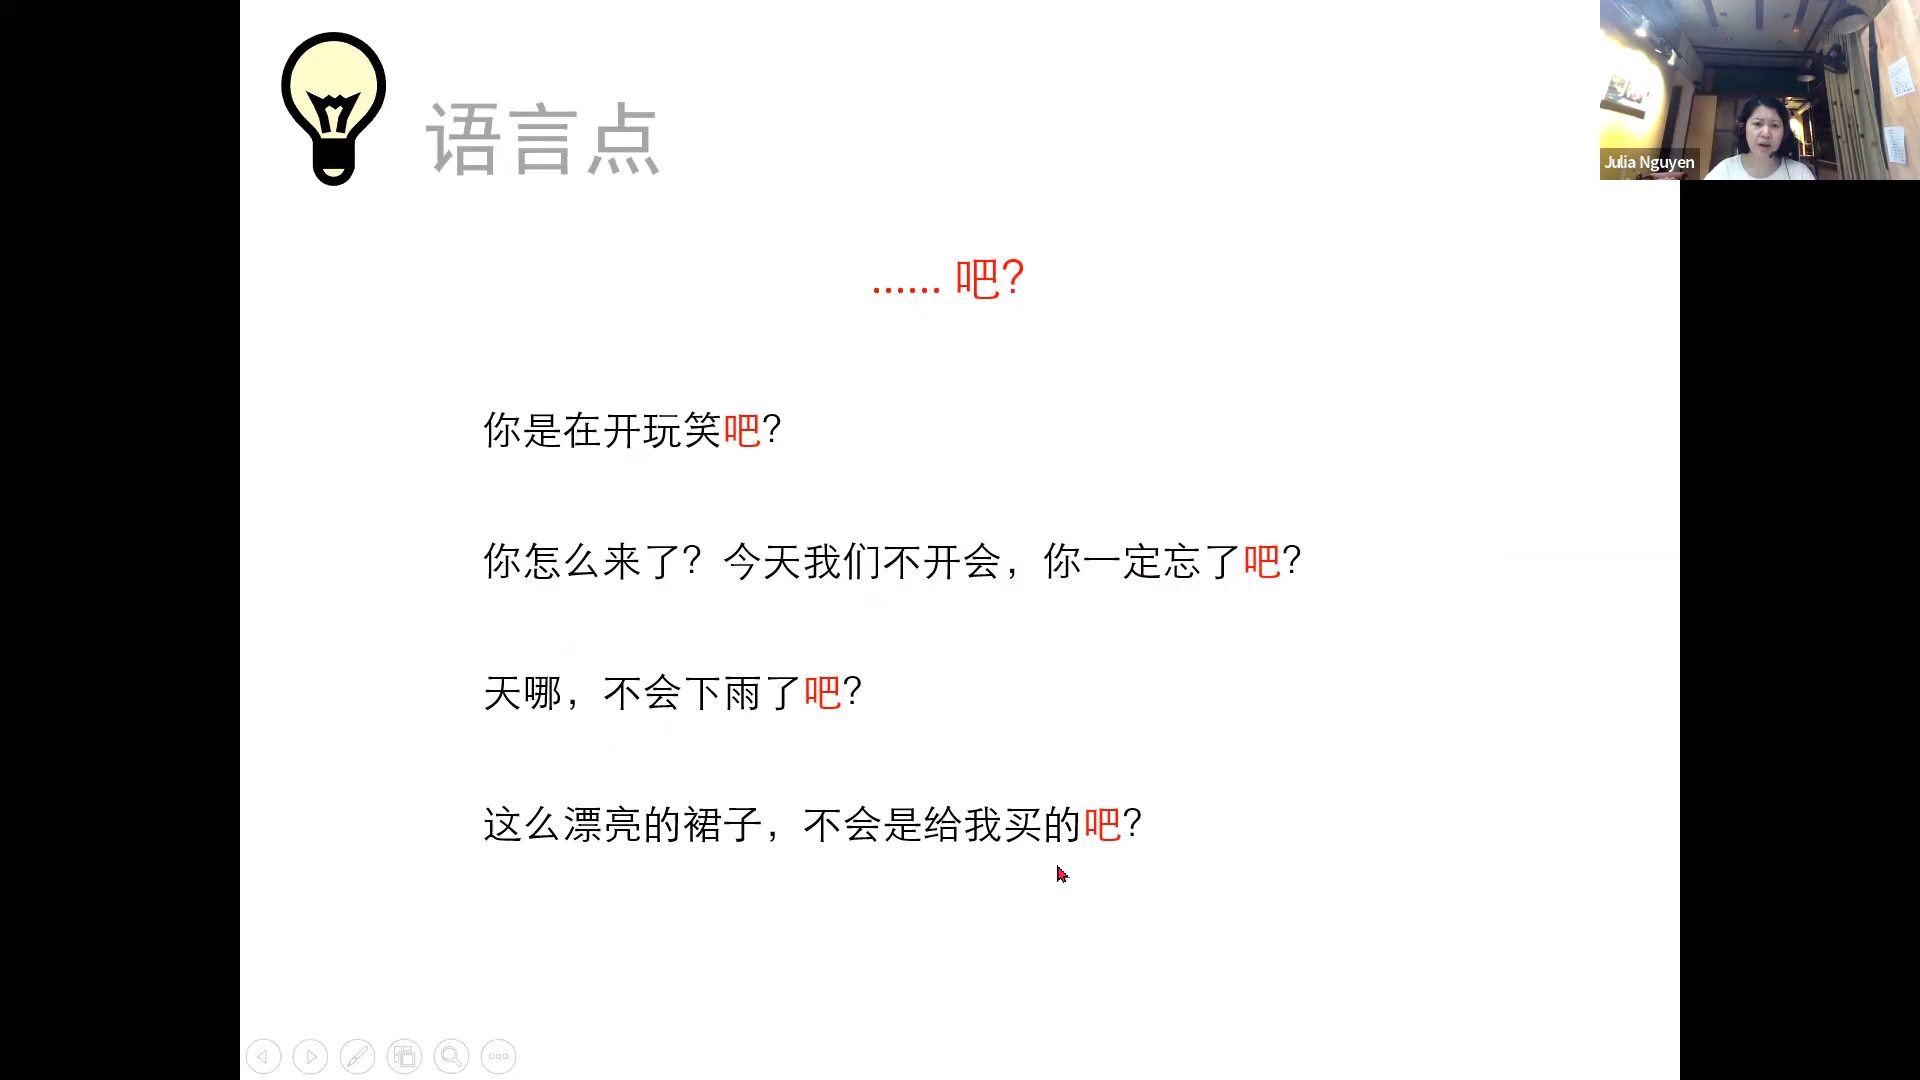 语言点
Julia Nguyen
...... 吧?
你是在开玩笑吧?
你怎么来了? 今天我们不开会，你一定忘了吧?
天哪，不会下雨了吧?
这么漂亮的裙子，不会是给我买的吧?